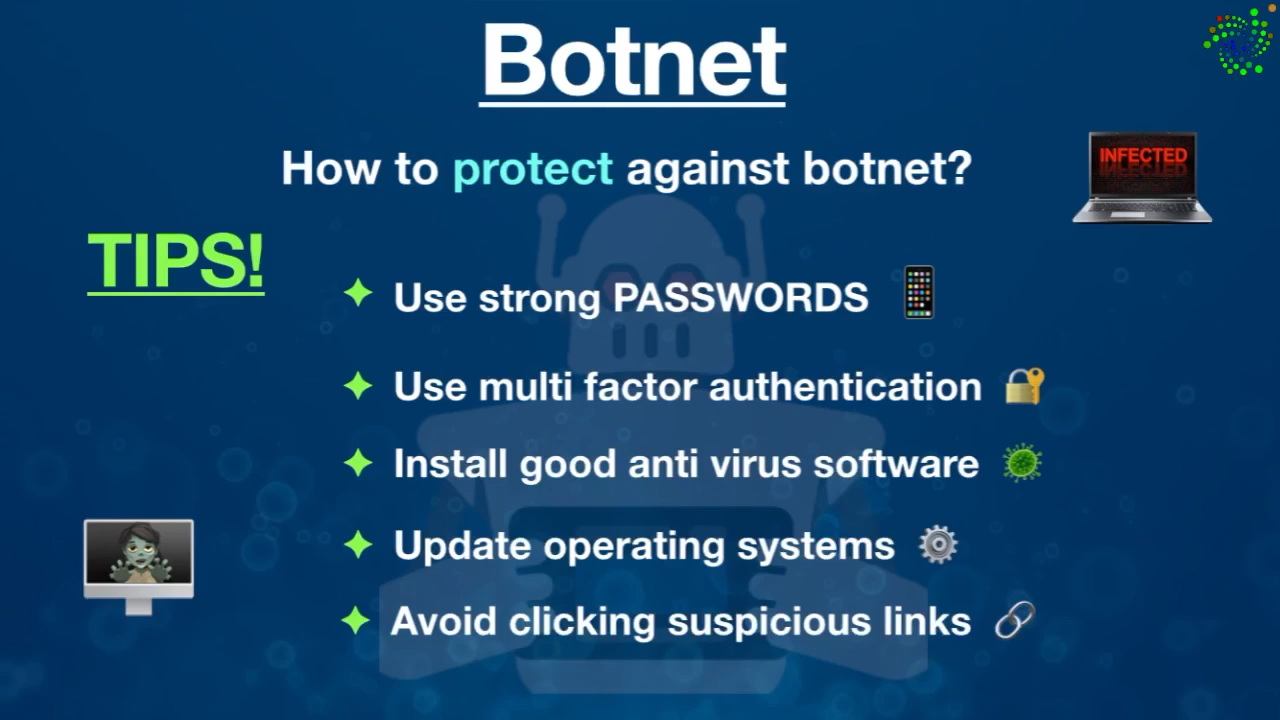 Botnet
How to protect against botnet?
INFECTED
TIPS!
Use strong PASSWORDS
Use multi factor authentication
Install good anti virus software
Update operating systems
Avoid clicking suspicious links